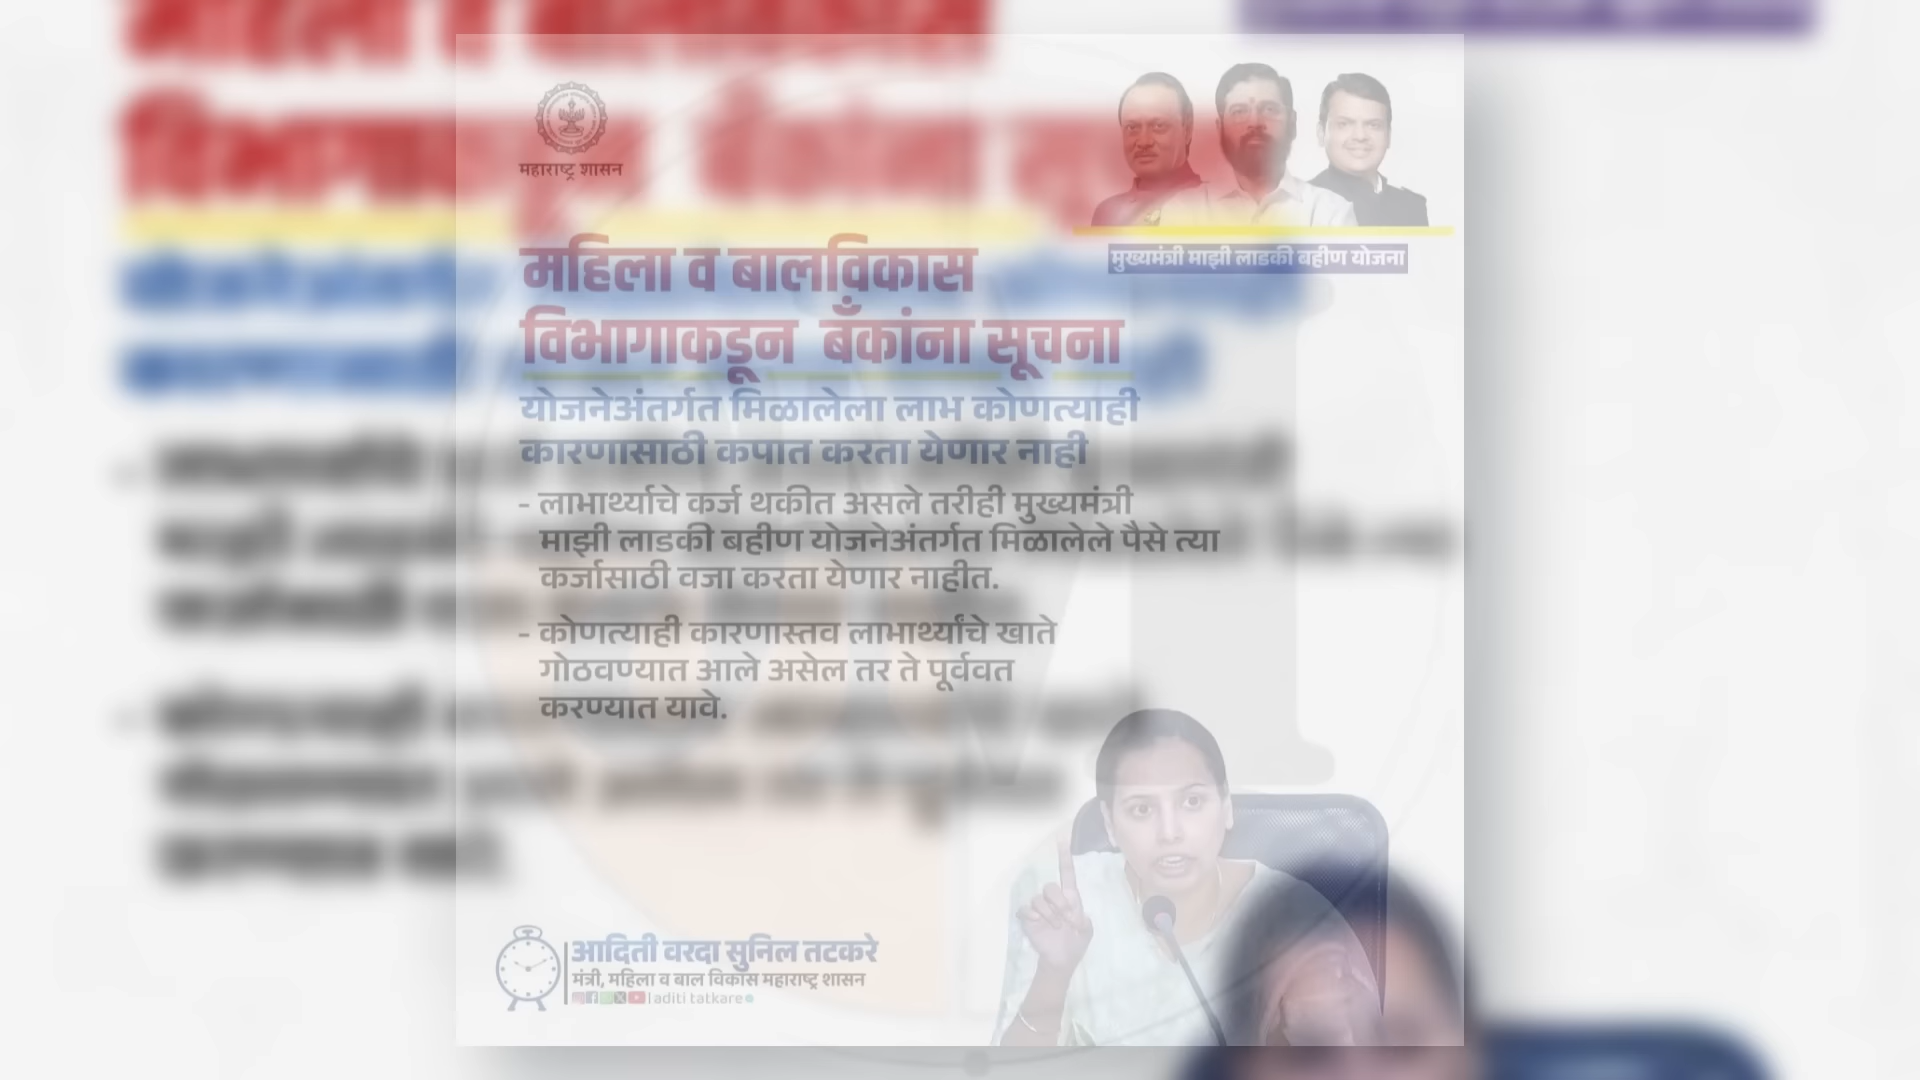 महाराष्ट्र शासन
मुख्यमंत्री माझी लाडकी बहीण योजना
महिला व बालविकास
विभागाकडून बँकांना सूचना
योजनेअंतर्गत मिळालेला लाभ कोणत्याही
कारणासाठी कपात करता येणार नाही
- लाभार्थ्याचे कर्ज थकीत असले तरीही मुख्यमंत्री
माझी लाडकी बहीण योजनेअंतर्गत मिळालेले पैसे त्या
कर्जासाठी वजा करता येणार नाहीत.
- कोणत्याही कारणास्तव लाभार्थ्यांचे खाते
गोठवण्यात आले असेल तर ते पूर्ववत
करण्यात यावे.
आदिती वरदा सुनिल तटकरे
मंत्री, महिला व बाल विकास महाराष्ट्र शासन
aditi tatkare